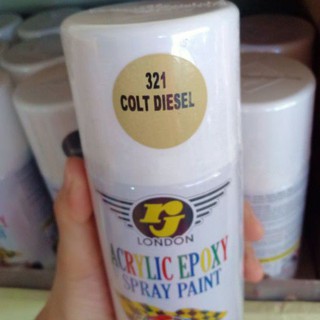 321
COLT DIESEL
rj
LONDON
ACRYLIC EPOXY
SPRAY PAINT